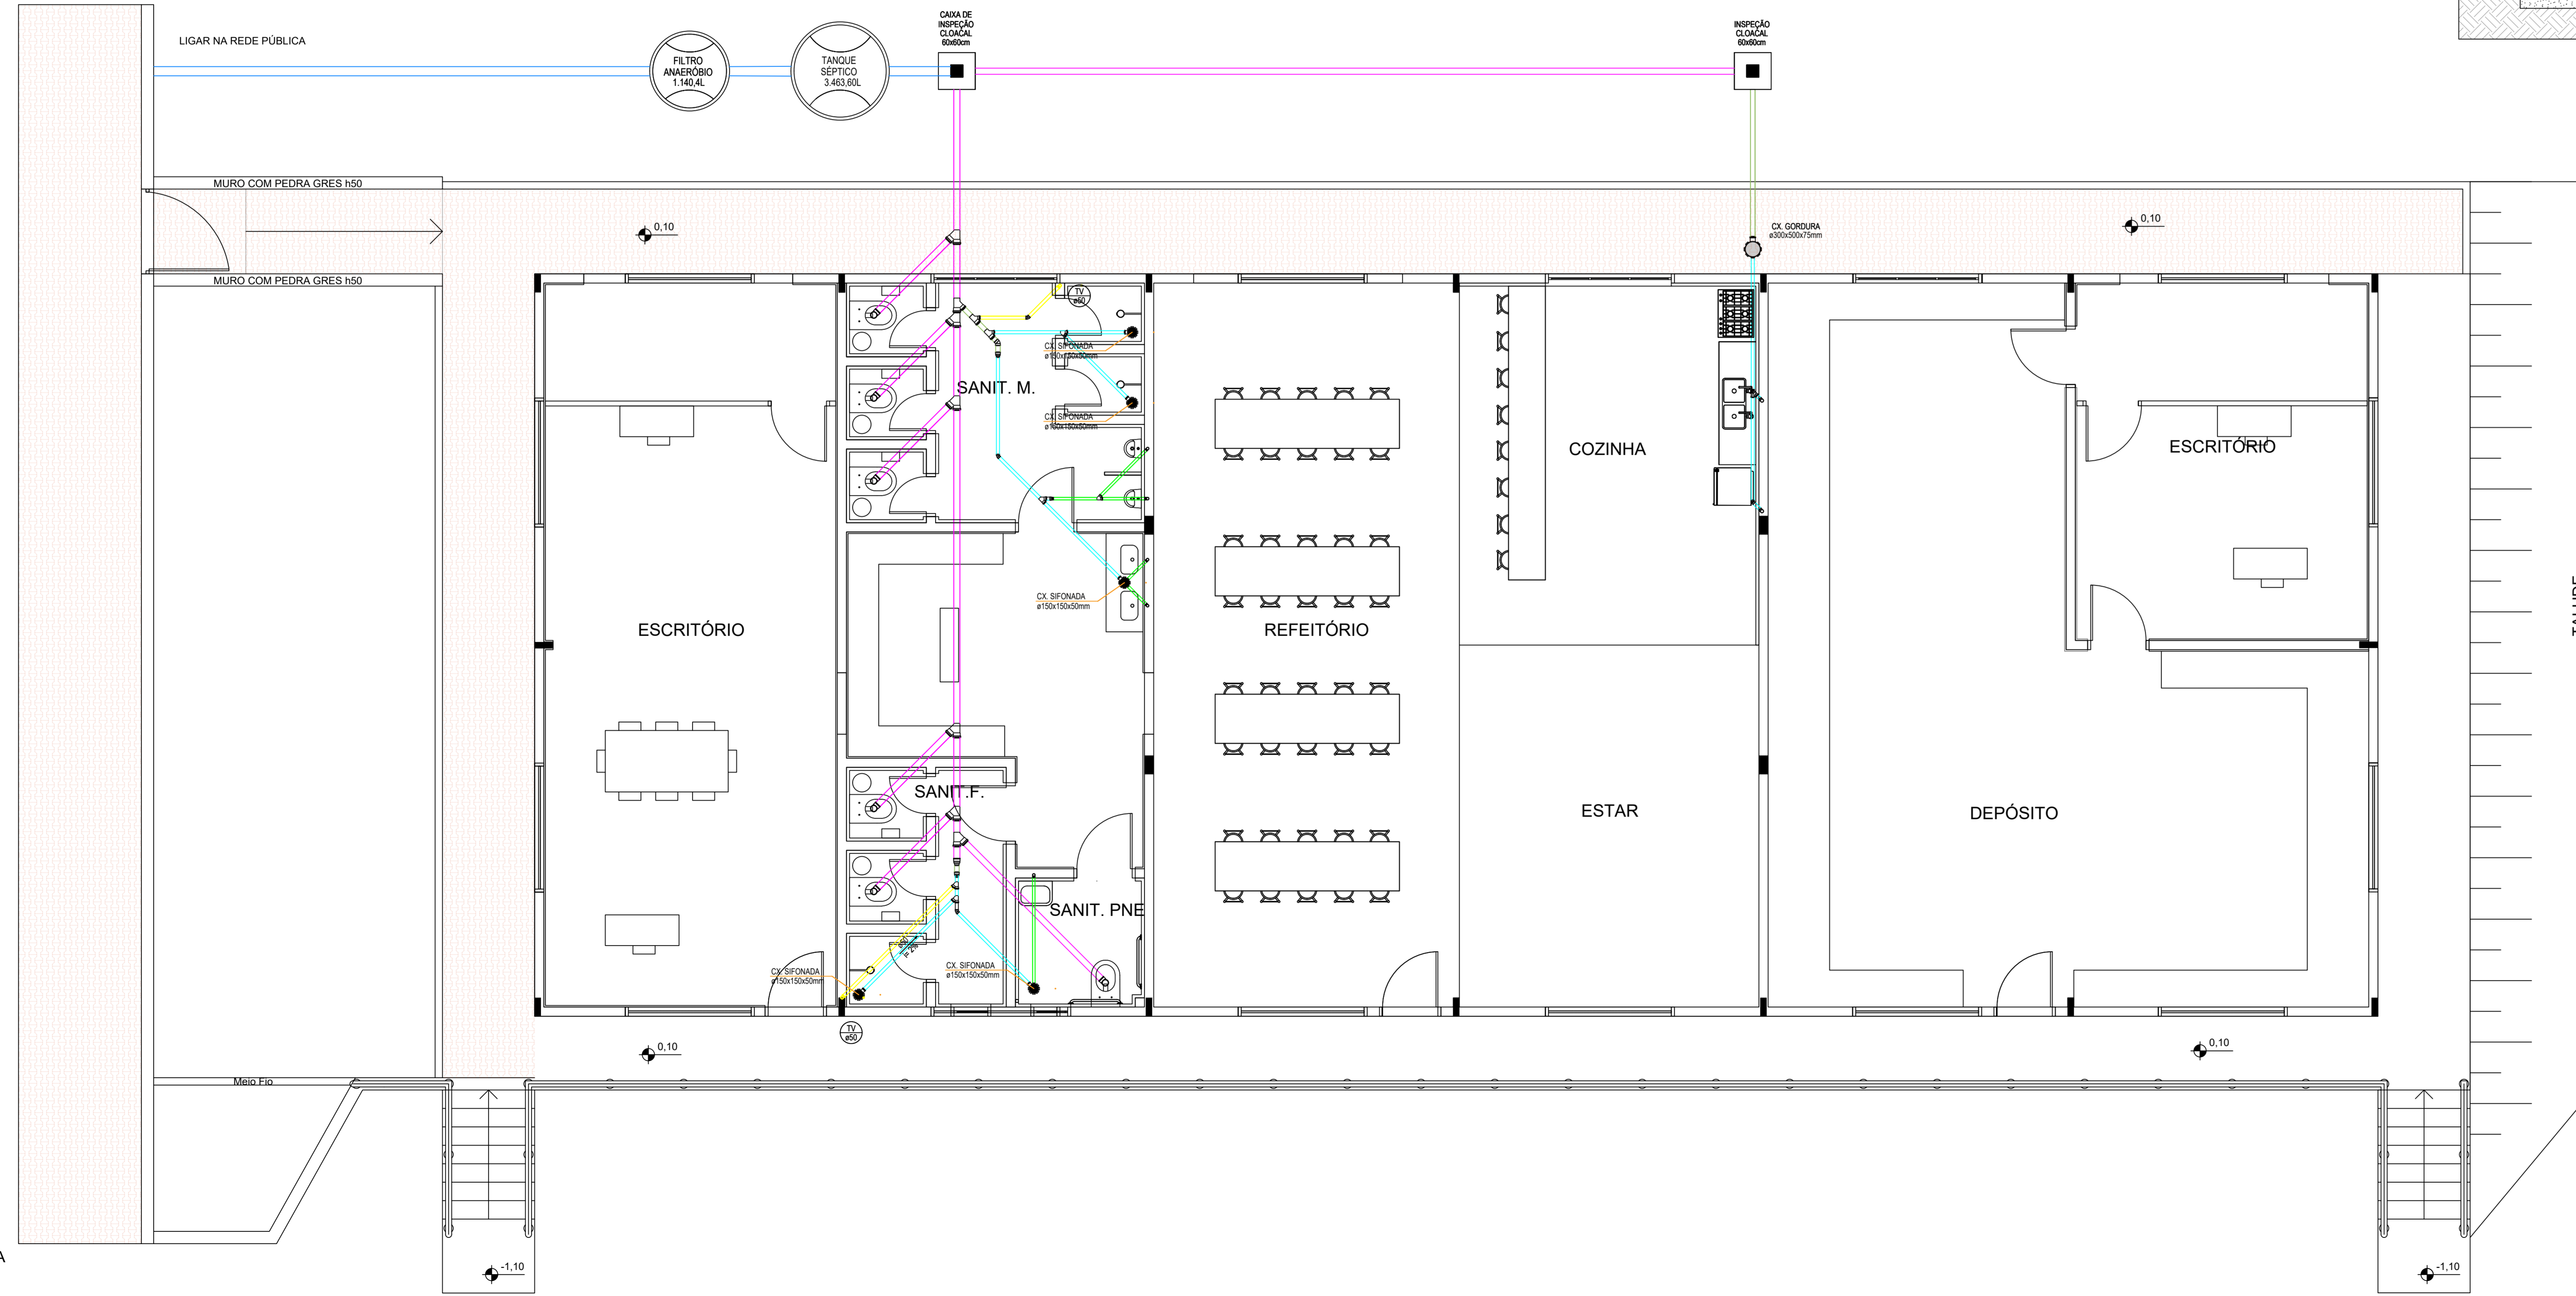 CAIXA DE
INSPEÇÃO
CLOACAL
60x60cm
INSPEÇÃO
CLOACAL
60x60cm
LIGAR NA REDE PÚBLICA
FILTRO
ANAERÓBIO
1.140,4L
TANQUE
SÉPTICO
3.463,60L
MURO COM PEDRA GRES h50
0,10
0,10
CX. GORDURA
ø300x500x75mm
MURO COM PEDRA GRES h50
TV
ø50
CX. SIFONADA
ø150x150x50mm
SANIT. M.
CX. SIFONADA
ø150x150x50mm
COZINHA
ESCRITÓRIO
CX. SIFONADA
ø150x150x50mm
ESCRITÓRIO
REFEITÓRIO
SANIT.F.
ESTAR
DEPÓSITO
SANIT. PNE
ø50
CX. SIFONADA
ø150x150x50mm
CX. SIFONADA
ø150x150x50mm
TV
ø50
0,10
0,10
Meio Fio
-1,10
-1,10
A